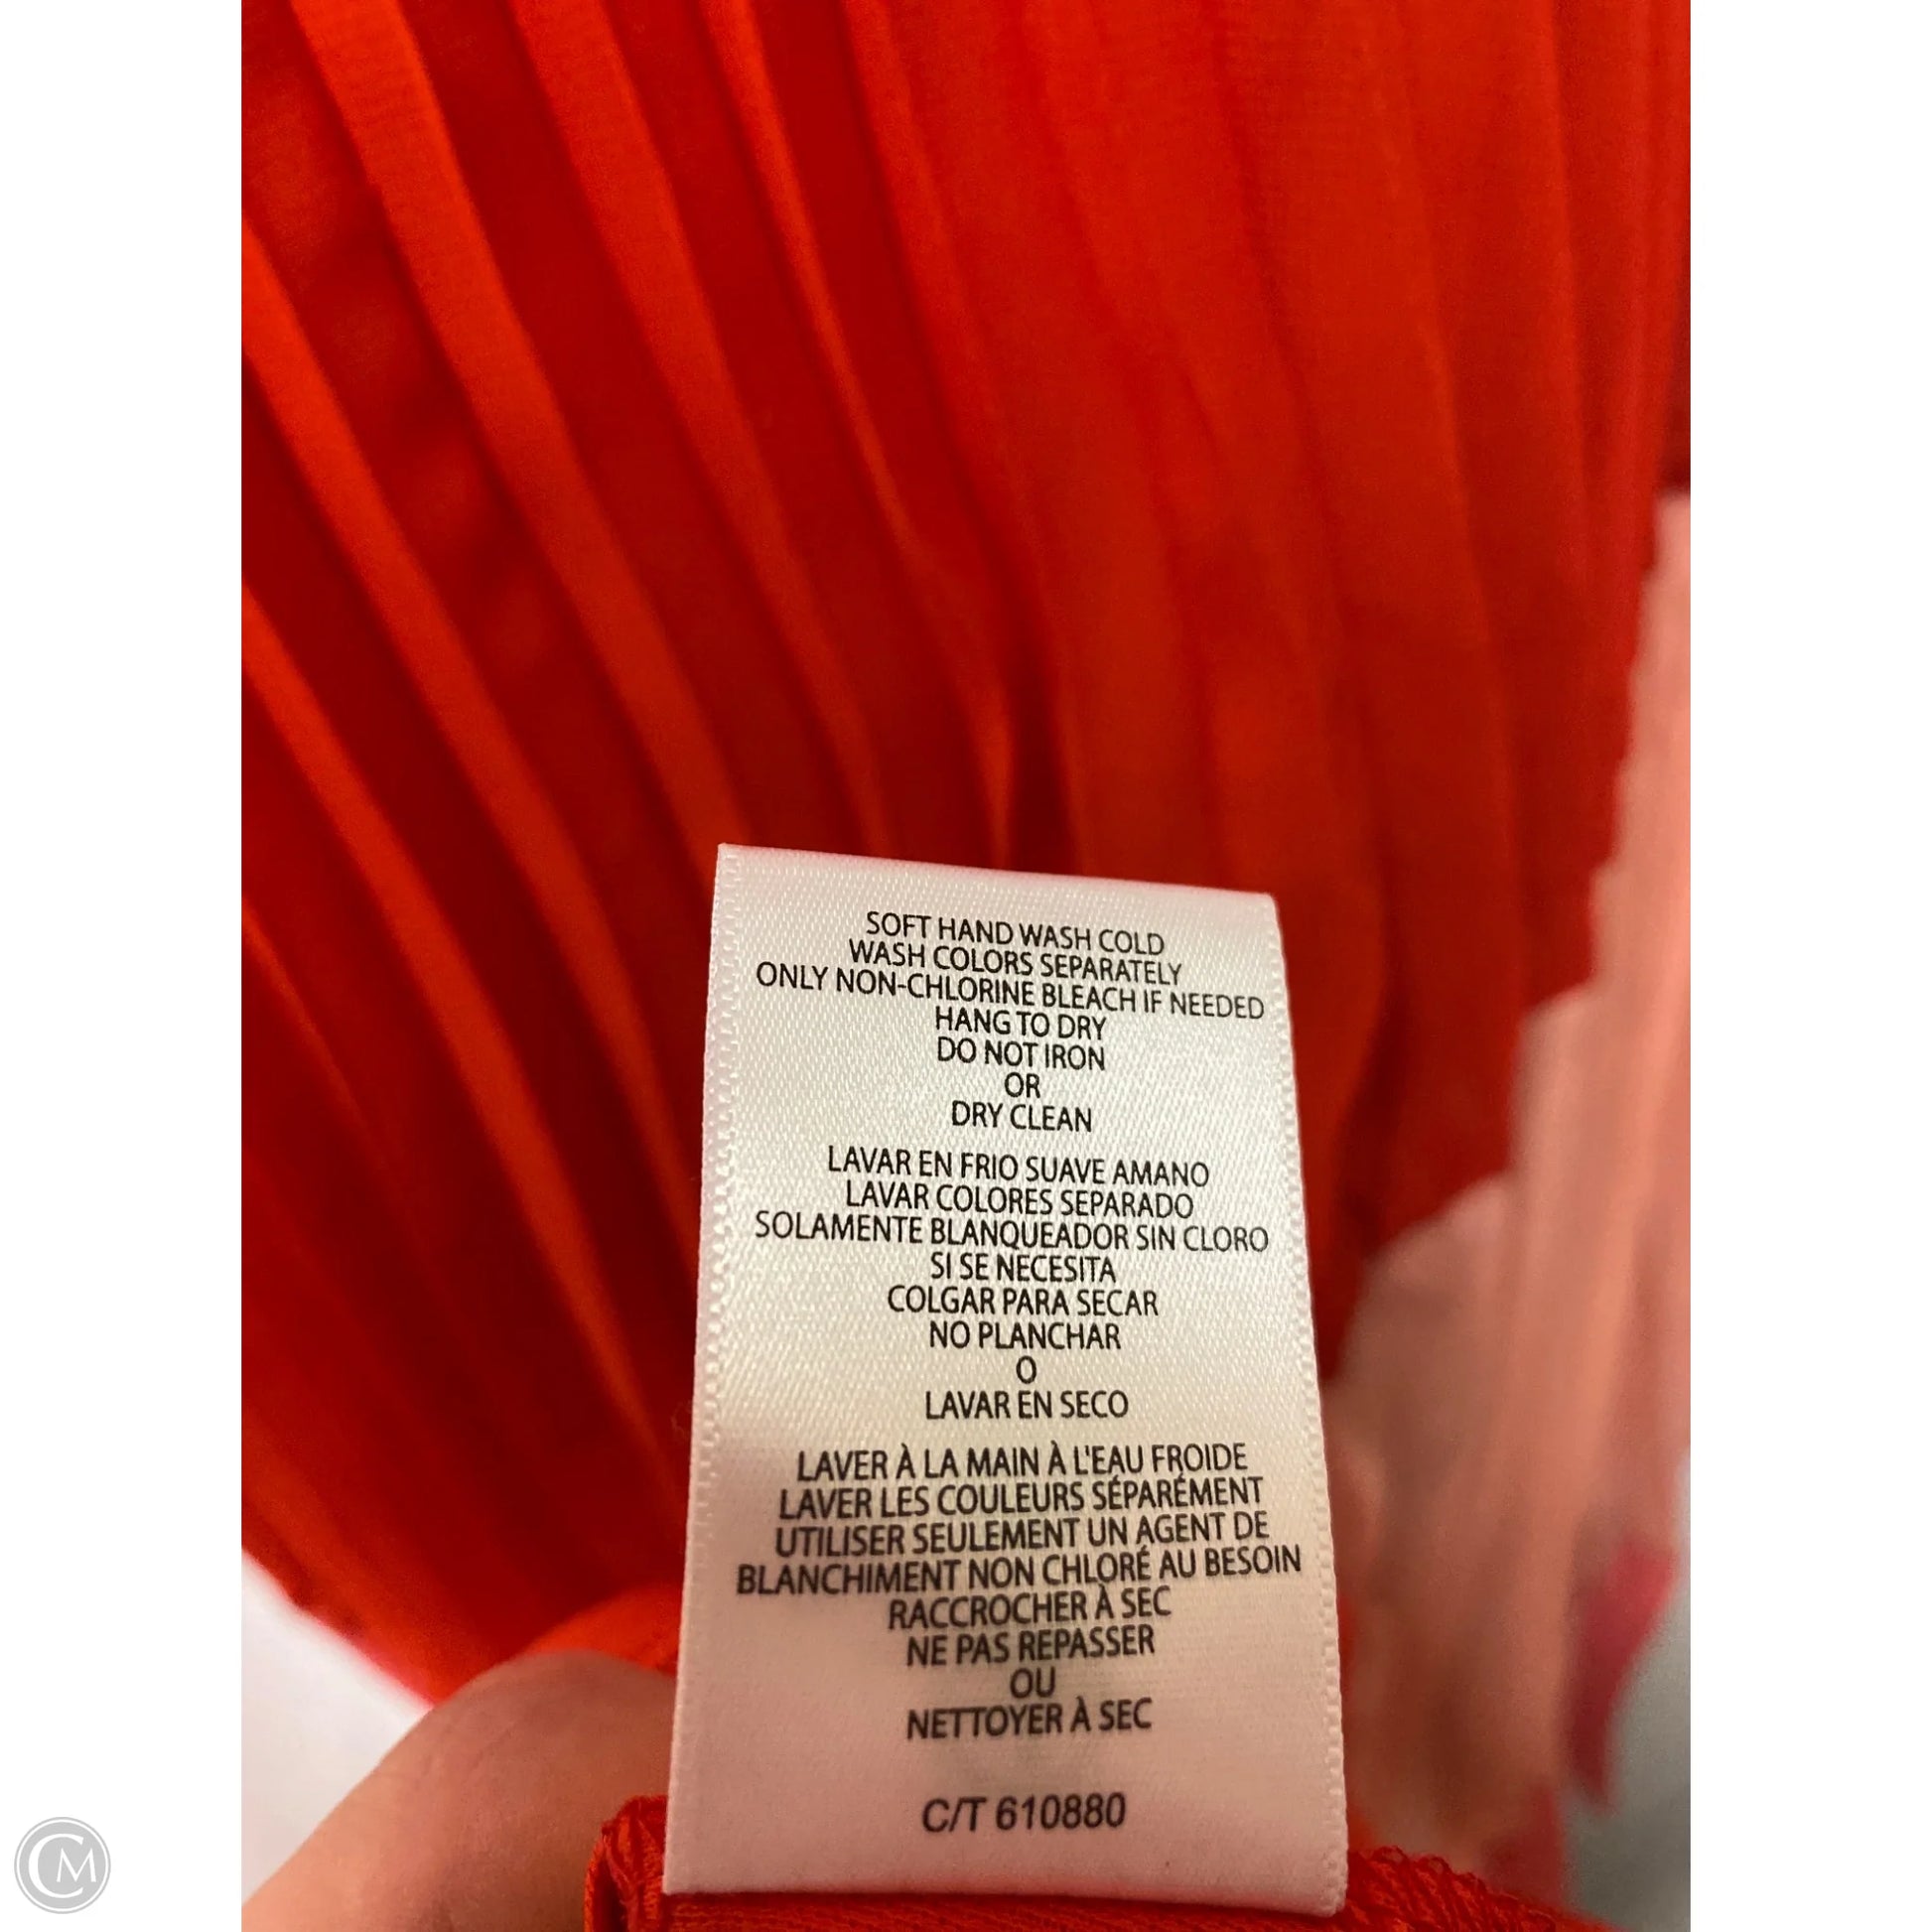 SOFT HAND WASH COLD
WASH COLORS SEPARATELY
ONLY NON-CHLORINE BLEACH IF NEEDED
HANG TO DRY
DO NOT IRON
OR
DRY CLEAN
LAVAR EN FRIO SUAVE AMANO
LAVAR COLORES SEPARADO
SOLAMENTE BLANQUEADOR SIN CLORO
SI SE NECESITA
COLGAR PARA SECAR
NO PLANCHAR
O
LAVAR EN SECO
LAVER À LA MAIN À L'EAU FROIDE
LAVER LES COULEURS SÉPARÉMENT
UTILISER SEULEMENT UN AGENT DE
BLANCHIMENT NON CHLORÉ AU BESOIN
RACCROCHER À SEC
NE PAS REPASSER
OU
NETTOYER À SEC
C/T 610880
CM